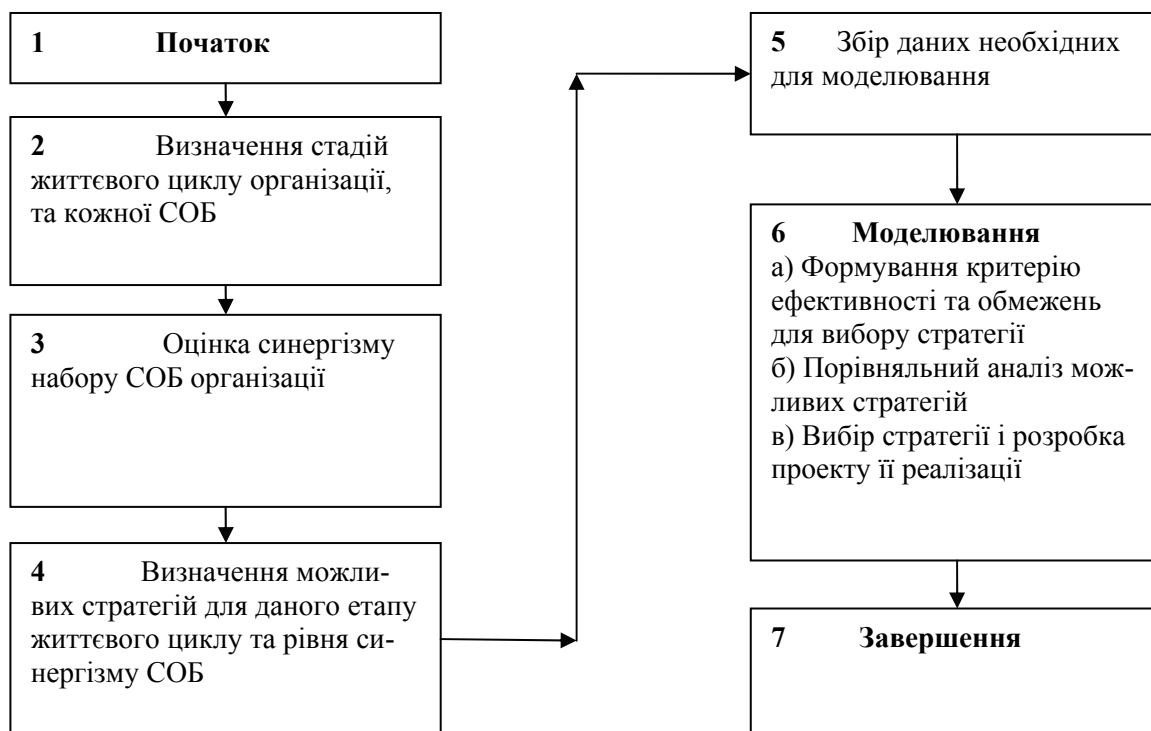 1 Початок
2 Визначення стадій
життєвого циклу організації,
та кожної СОБ
3 Оцінка синергізму
набору СОБ організації
4 Визначення можли-
вих стратегій для даного етапу
життєвого циклу та рівня си-
нергізму СОБ
5 Збір даних необхідних
для моделювання
6 Моделювання
а) Формування критерію
ефективності та обмежень
для вибору стратегії
б) Порівняльний аналіз мож-
ливих стратегій
в) Вибір стратегії і розробка
проекту її реалізації
7 Завершення